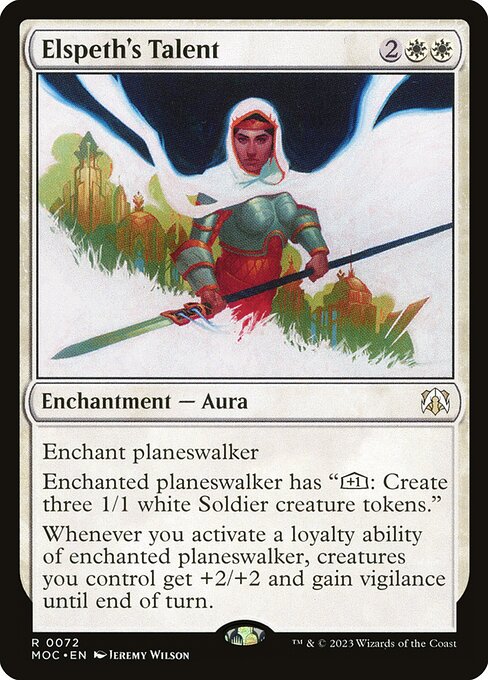 Elspeth's Talent 2
Enchantment — Aura
Enchant planeswalker
Enchanted planeswalker has “+1: Create
three 1/1 white Soldier creature tokens.”
Whenever you activate a loyalty ability
of enchanted planeswalker, creatures
you control get +2/+2 and gain vigilance
until end of turn.
R 0072
MOC • EN Jeremy Wilson
™ & © 2023 Wizards of the Coast